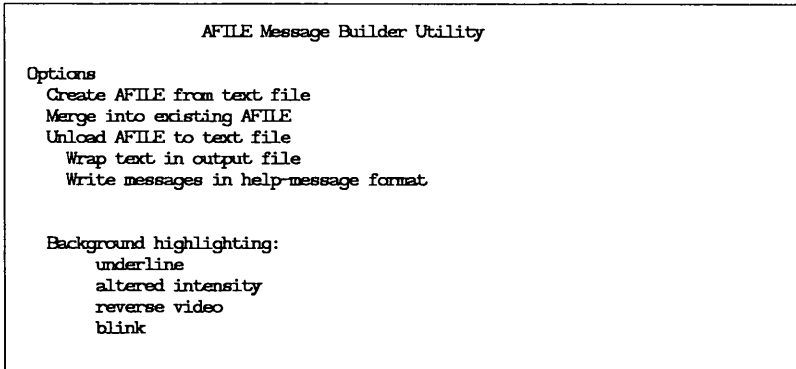 AFILE Message Builder Utility
Options
Create AFILE from text file
Merge into existing AFILE
Unload AFILE to text file
Wrap text in output file
Write messages in help-message format
Background highlighting:
underline
altered intensity
reverse video
blink